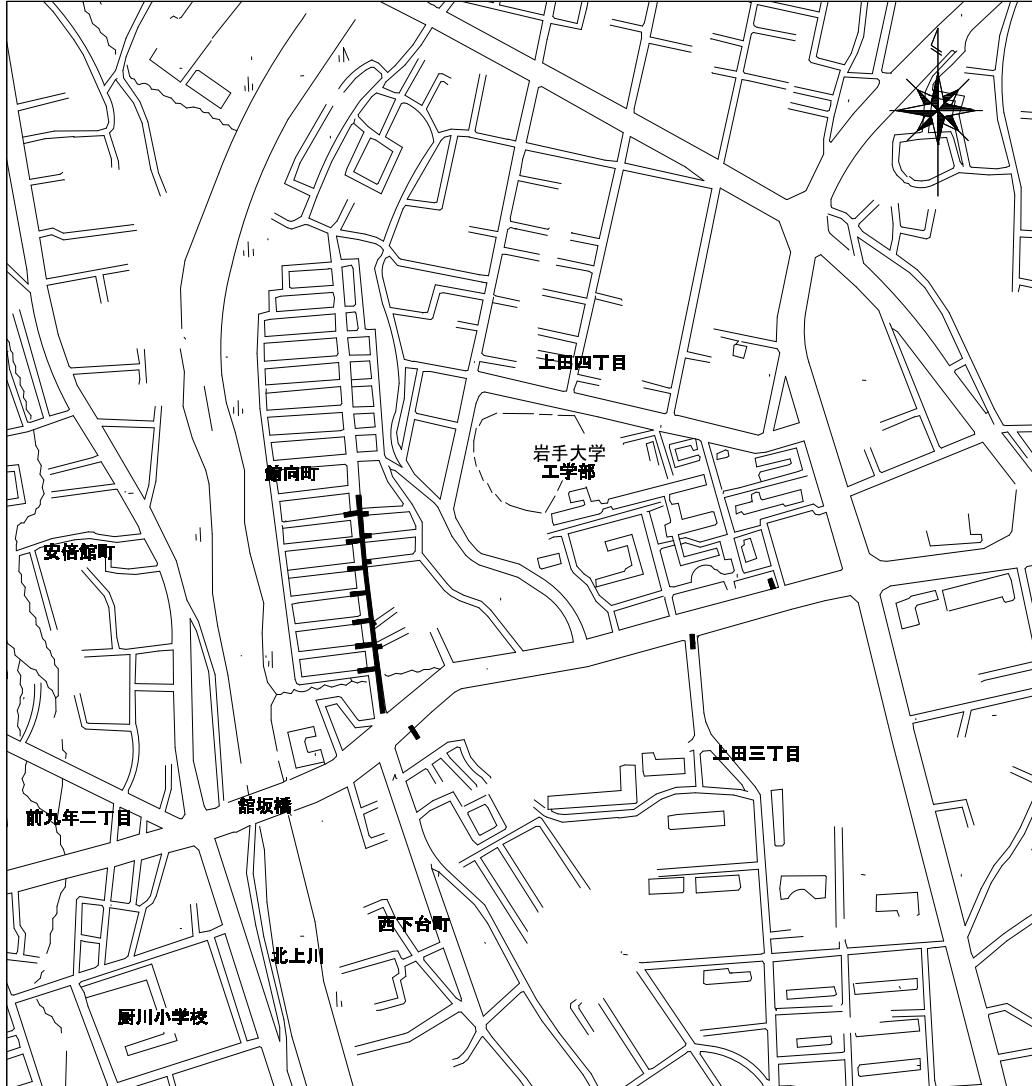 上田四丁目
岩手大学
工学部
館向町
安倍館町
上田三丁目
館坂橋
前九年二丁目
西下台町
北上川
厨川小学校